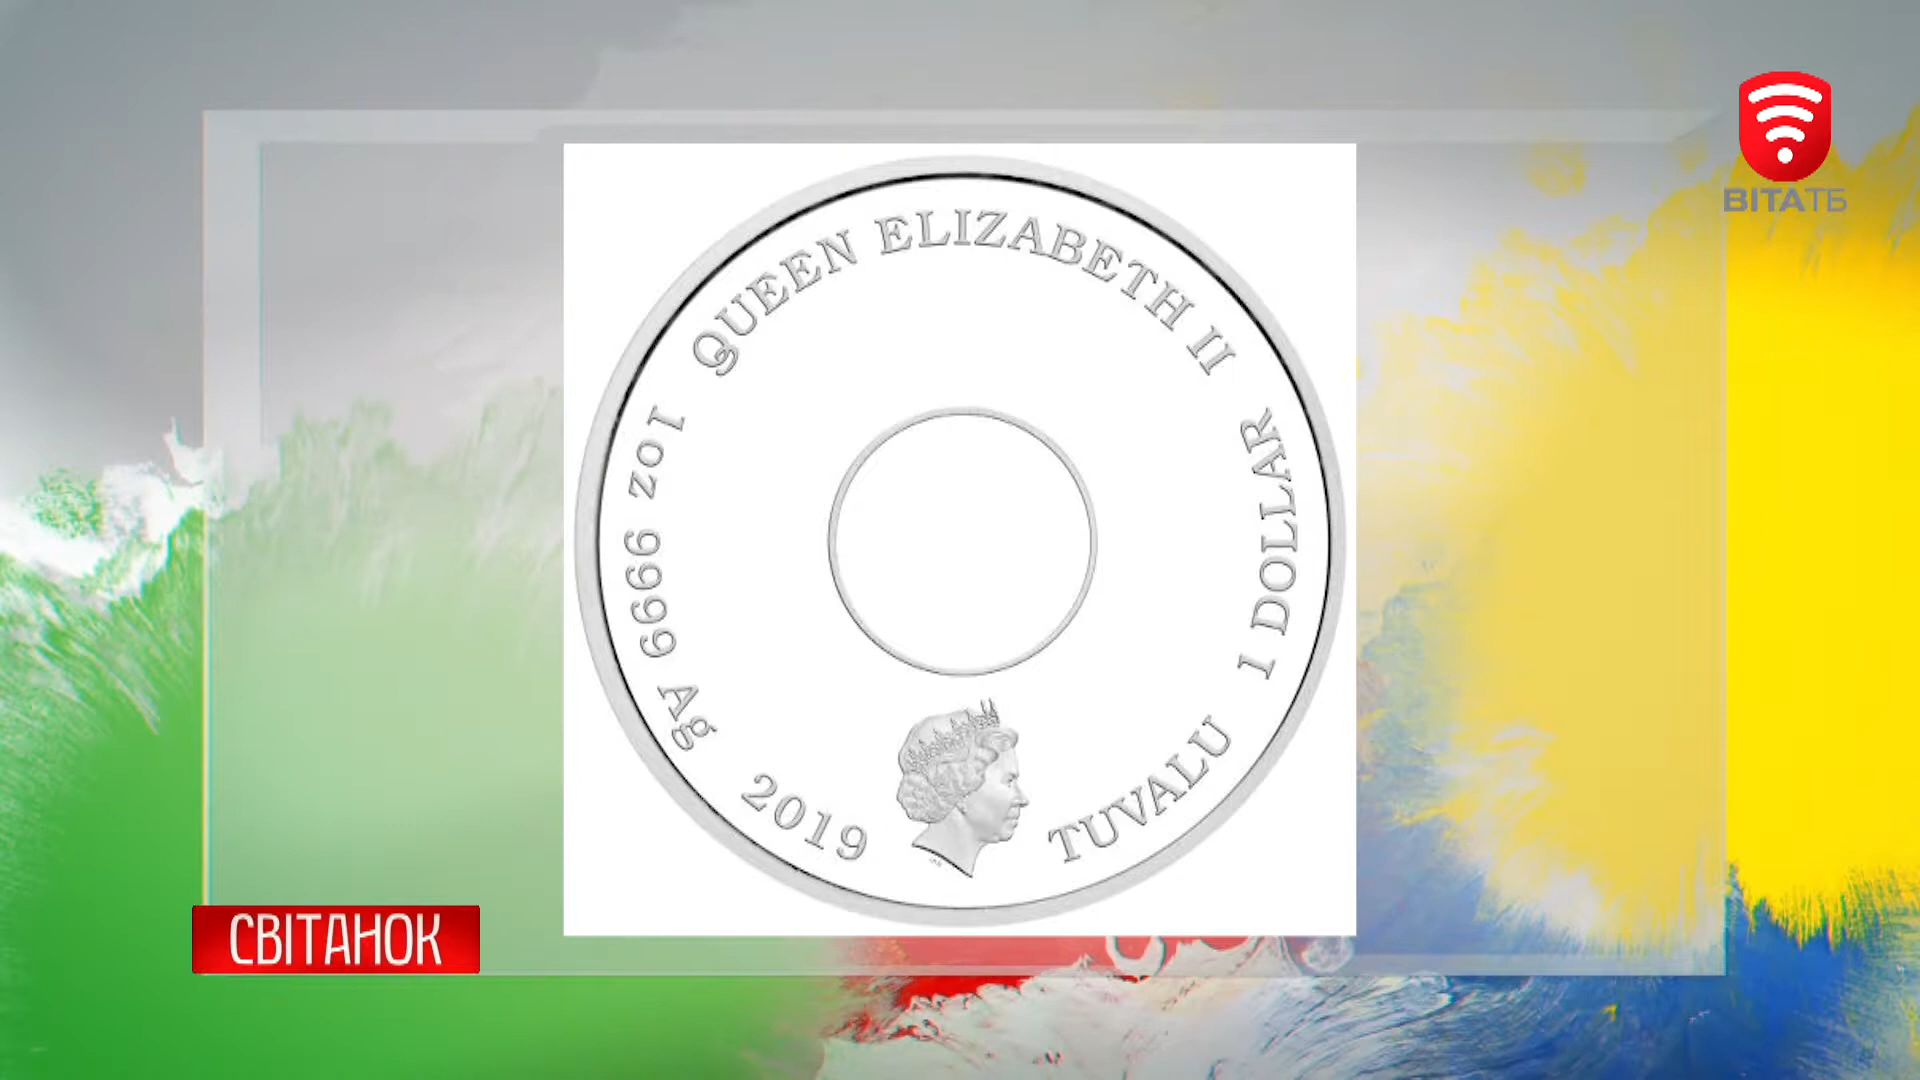 ВІТАТБ
QUEEN ELIZABETH II
1oz 9999 Ag
1 DOLLAR
2019
TUVALU
СВІТАНОК